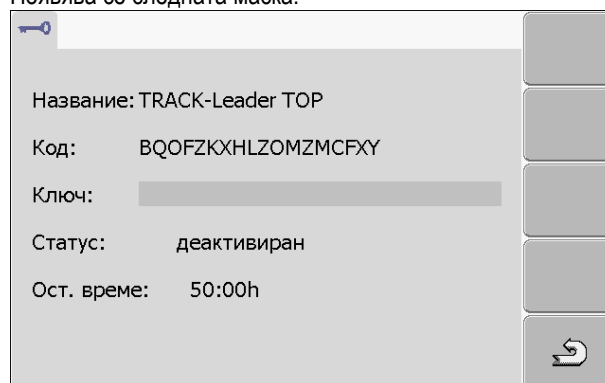 Появява се следната маска:
Название: TRACK-Leader TOP
Код: BQOFZKXHLZOMZMCFXY
Ключ:
Статус: деактивиран
Ост. време: 50:00h